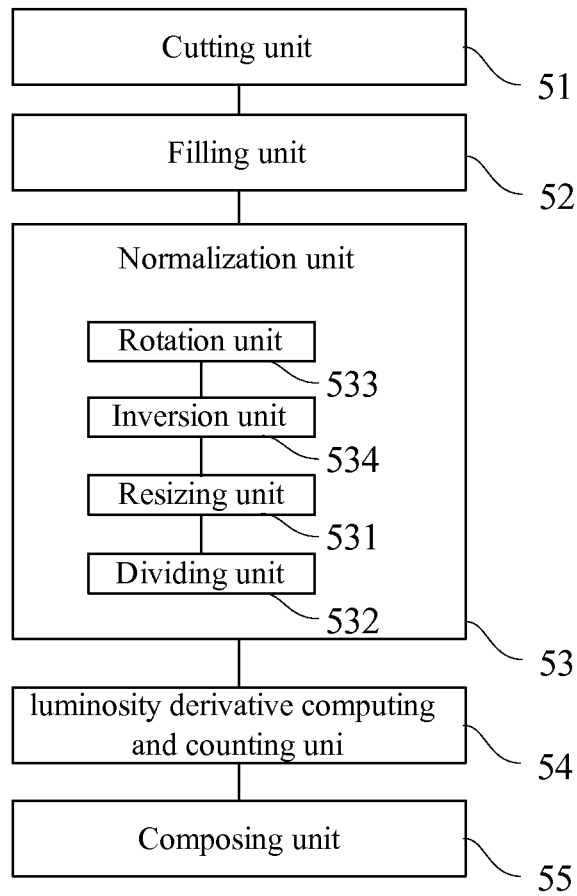 Cutting unit
51
Filling unit
52
Normalization unit
Rotation unit
533
Inversion unit
534
Resizing unit
531
Dividing unit
532
53
luminosity derivative computing
and counting uni
54
Composing unit
55